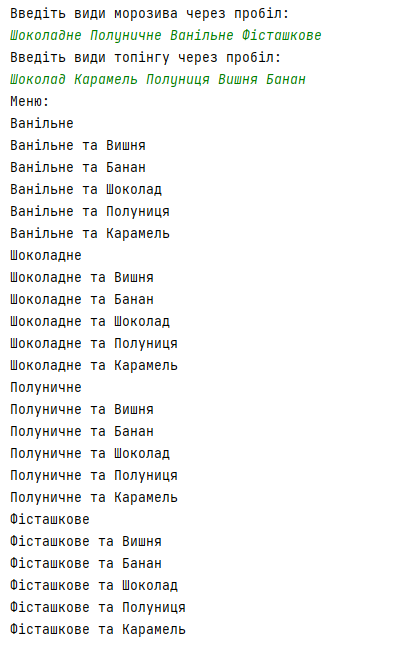 Введіть види морозива через пробіл:
Шоколадне Полуничне Ванільне Фісташкове
Введіть види топінгу через пробіл:
Шоколад Карамель Полуниця Вишня Банан
Меню:
Ванільне
Ванільне та Вишня
Ванільне та Банан
Ванільне та Шоколад
Ванільне та Полуниця
Ванільне та Карамель
Шоколадне
Шоколадне та Вишня
Шоколадне та Банан
Шоколадне та Шоколад
Шоколадне та Полуниця
Шоколадне та Карамель
Полуничне
Полуничне та Вишня
Полуничне та Банан
Полуничне та Шоколад
Полуничне та Полуниця
Полуничне та Карамель
Фісташкове
Фісташкове та Вишня
Фісташкове та Банан
Фісташкове та Шоколад
Фісташкове та Полуниця
Фісташкове та Карамель